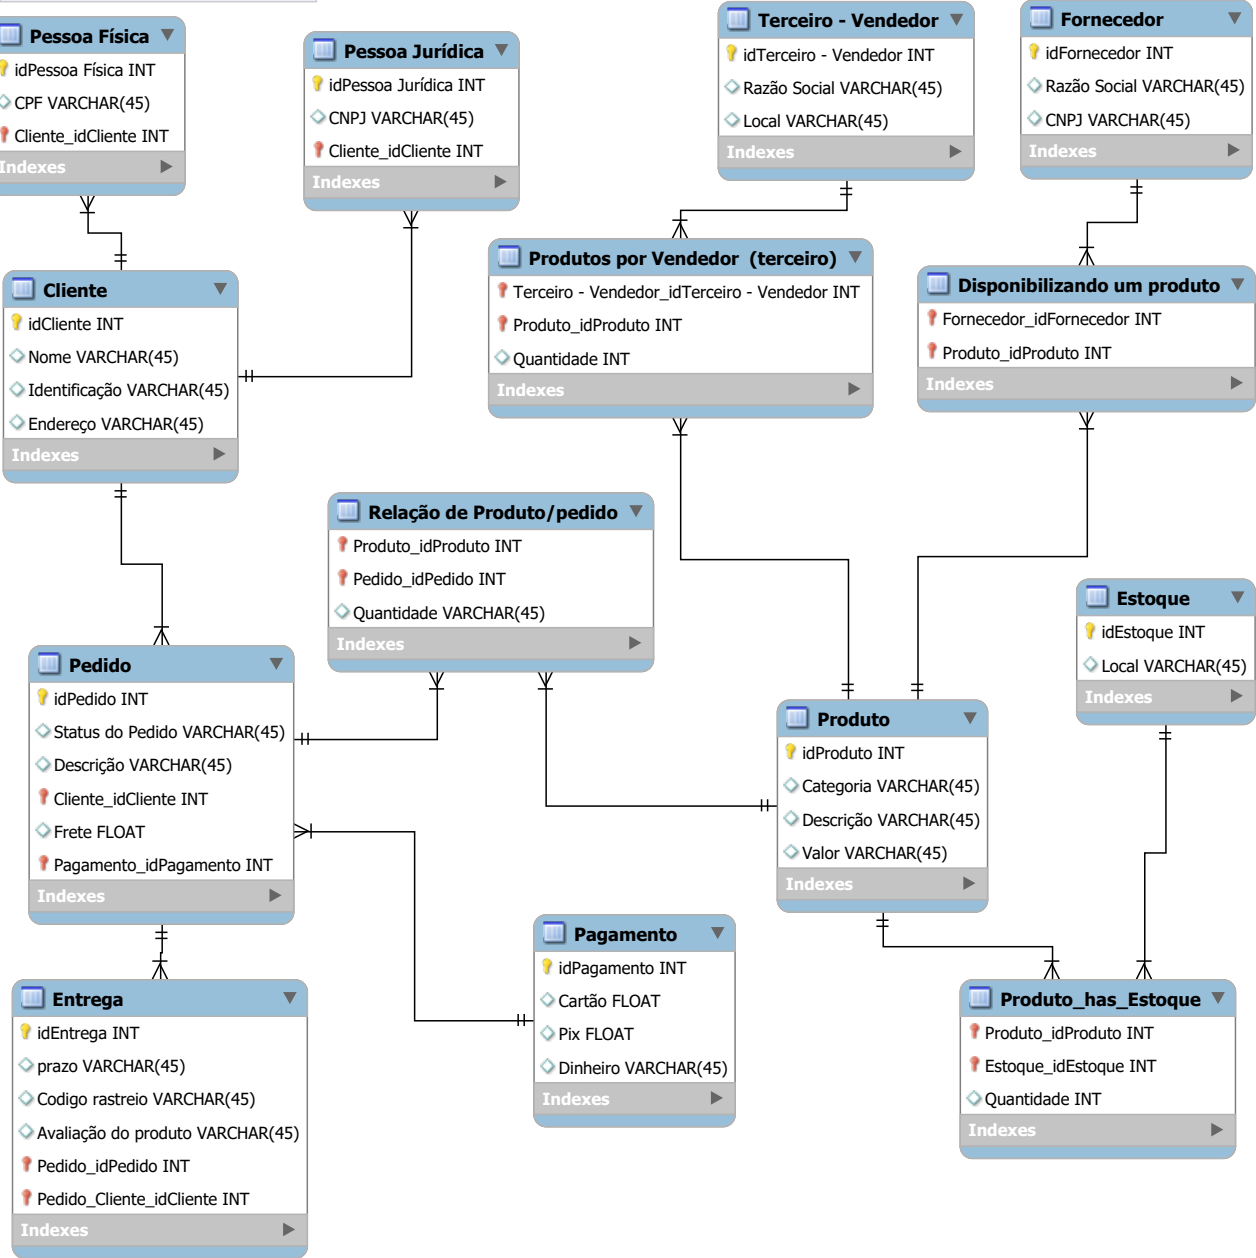 Pessoa Física
idPessoa Física INT
CPF VARCHAR(45)
Cliente_idCliente INT
Indexes
Pessoa Jurídica
idPessoa Jurídica INT
CNPJ VARCHAR(45)
Cliente_idCliente INT
Indexes
Terceiro - Vendedor
idTerceiro - Vendedor INT
Razão Social VARCHAR(45)
Local VARCHAR(45)
Indexes
Fornecedor
idFornecedor INT
Razão Social VARCHAR(45)
CNPJ VARCHAR(45)
Indexes
Cliente
idCliente INT
Nome VARCHAR(45)
Identificação VARCHAR(45)
Endereço VARCHAR(45)
Indexes
Produtos por Vendedor (terceiro)
Terceiro - Vendedor_idTerceiro - Vendedor INT
Produto_idProduto INT
Quantidade INT
Indexes
Disponibilizando um produto
Fornecedor_idFornecedor INT
Produto_idProduto INT
Indexes
Relação de Produto/pedido
Produto_idProduto INT
Pedido_idPedido INT
Quantidade VARCHAR(45)
Indexes
Estoque
idEstoque INT
Local VARCHAR(45)
Indexes
Pedido
idPedido INT
Status do Pedido VARCHAR(45)
Descrição VARCHAR(45)
Cliente_idCliente INT
Frete FLOAT
Pagamento_idPagamento INT
Indexes
Produto
idProduto INT
Categoria VARCHAR(45)
Descrição VARCHAR(45)
Valor VARCHAR(45)
Indexes
Pagamento
idPagamento INT
Cartão FLOAT
Pix FLOAT
Dinheiro VARCHAR(45)
Indexes
Entrega
idEntrega INT
prazo VARCHAR(45)
Codigo rastreio VARCHAR(45)
Avaliação do produto VARCHAR(45)
Pedido_idPedido INT
Pedido_Cliente_idCliente INT
Indexes
Produto_has_Estoque
Produto_idProduto INT
Estoque_idEstoque INT
Quantidade INT
Indexes